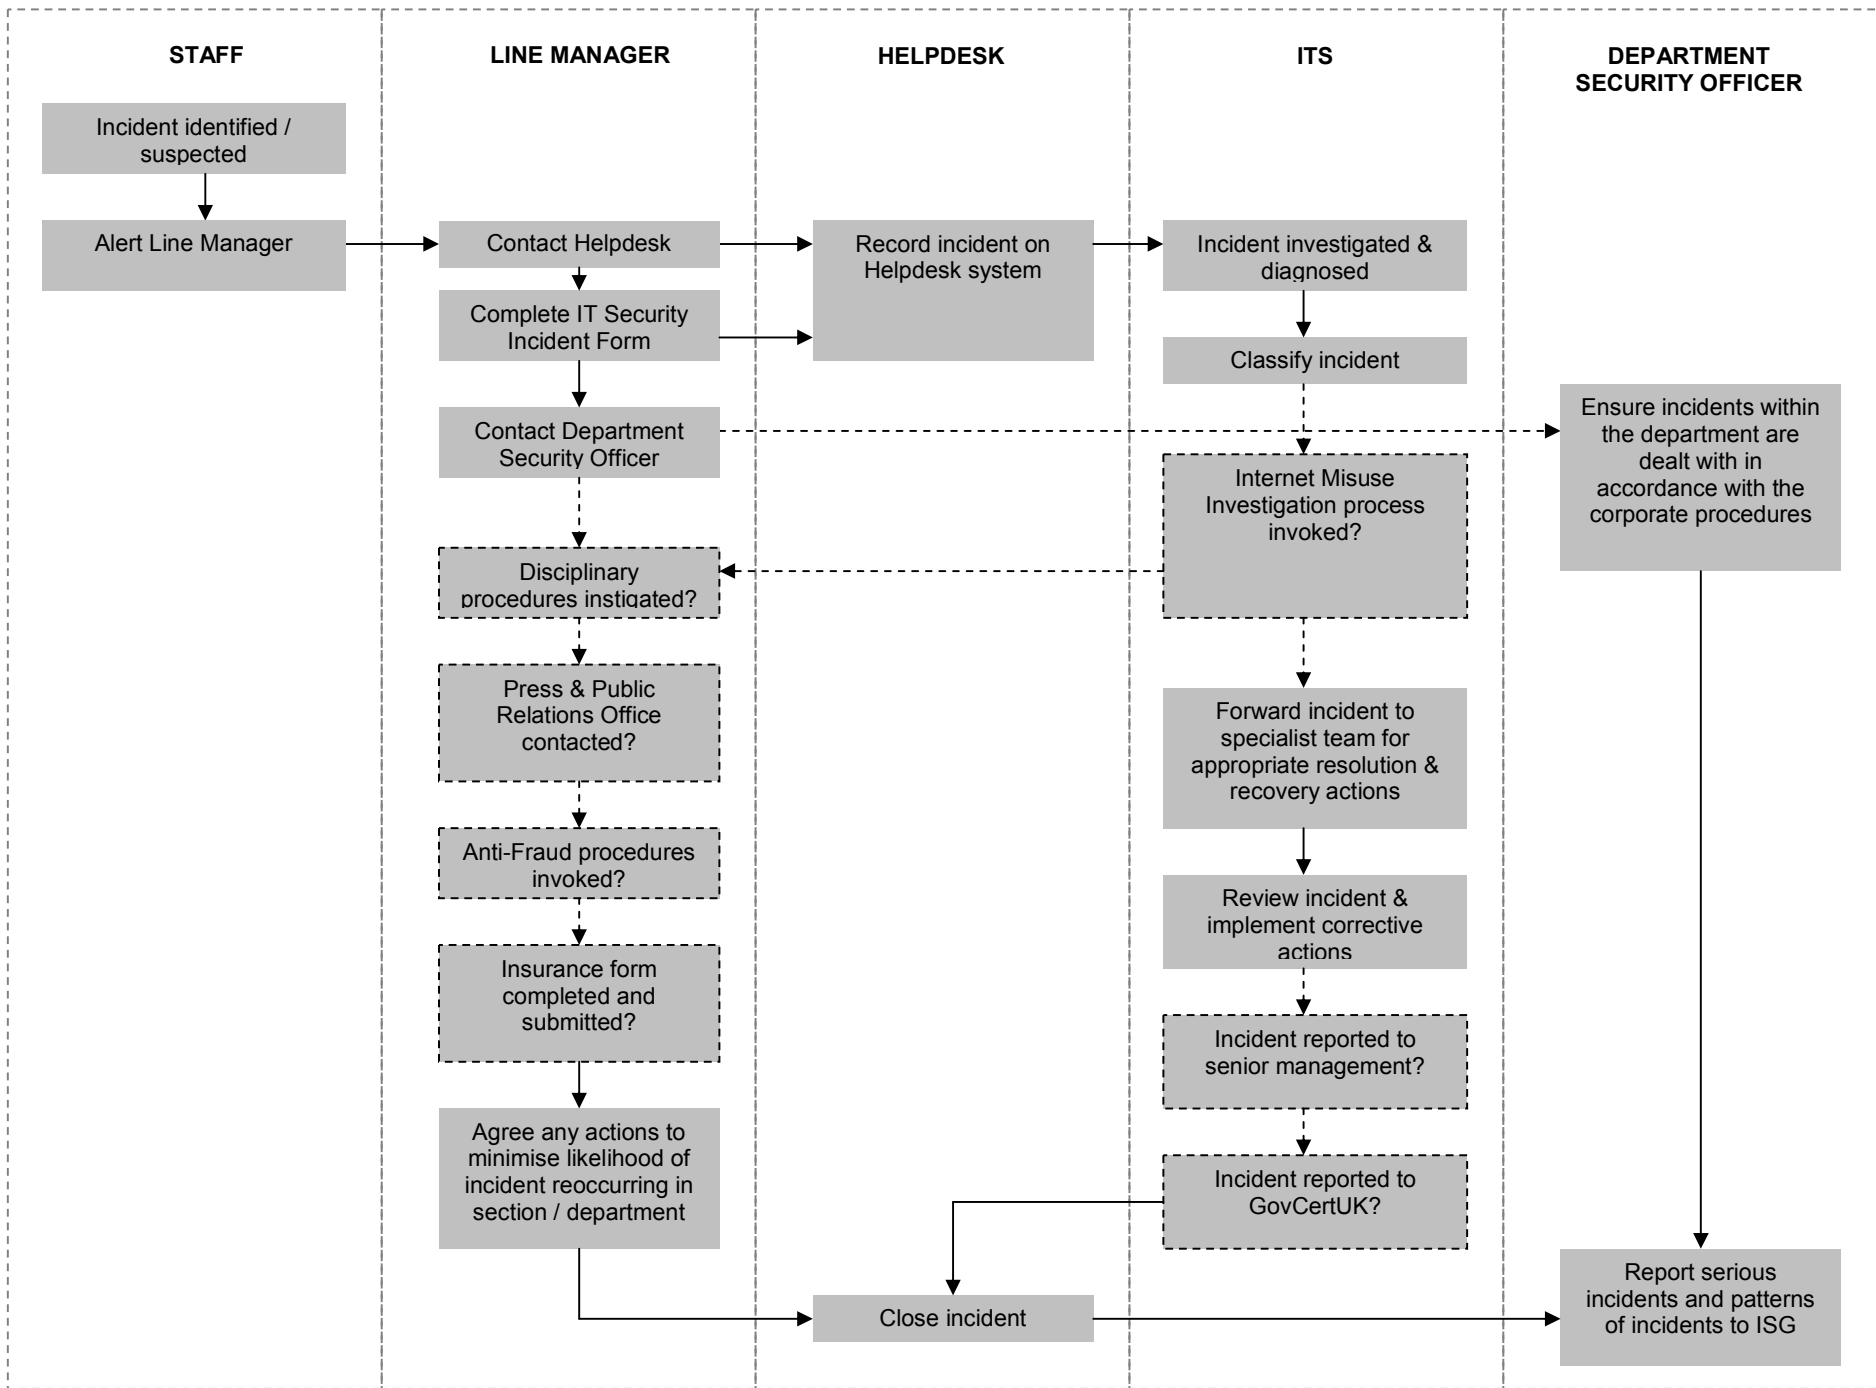 STAFF
LINE MANAGER
HELPDESK
ITS
DEPARTMENT
SECURITY OFFICER
Incident identified /
suspected
Alert Line Manager
Contact Helpdesk
Complete IT Security
Incident Form
Contact Department
Security Officer
Disciplinary
procedures instigated?
Press & Public
Relations Office
contacted?
Anti-Fraud procedures
invoked?
Insurance form
completed and
submitted?
Agree any actions to
minimise likelihood of
incident reoccurring in
section / department
Record incident on
Helpdesk system
Close incident
Incident investigated &
diagnosed
Classify incident
Internet Misuse
Investigation process
invoked?
Forward incident to
specialist team for
appropriate resolution &
recovery actions
Review incident &
implement corrective
actions
Incident reported to
senior management?
Incident reported to
GovCertUK?
Ensure incidents within
the department are
dealt with in
accordance with the
corporate procedures
Report serious
incidents and patterns
of incidents to ISG